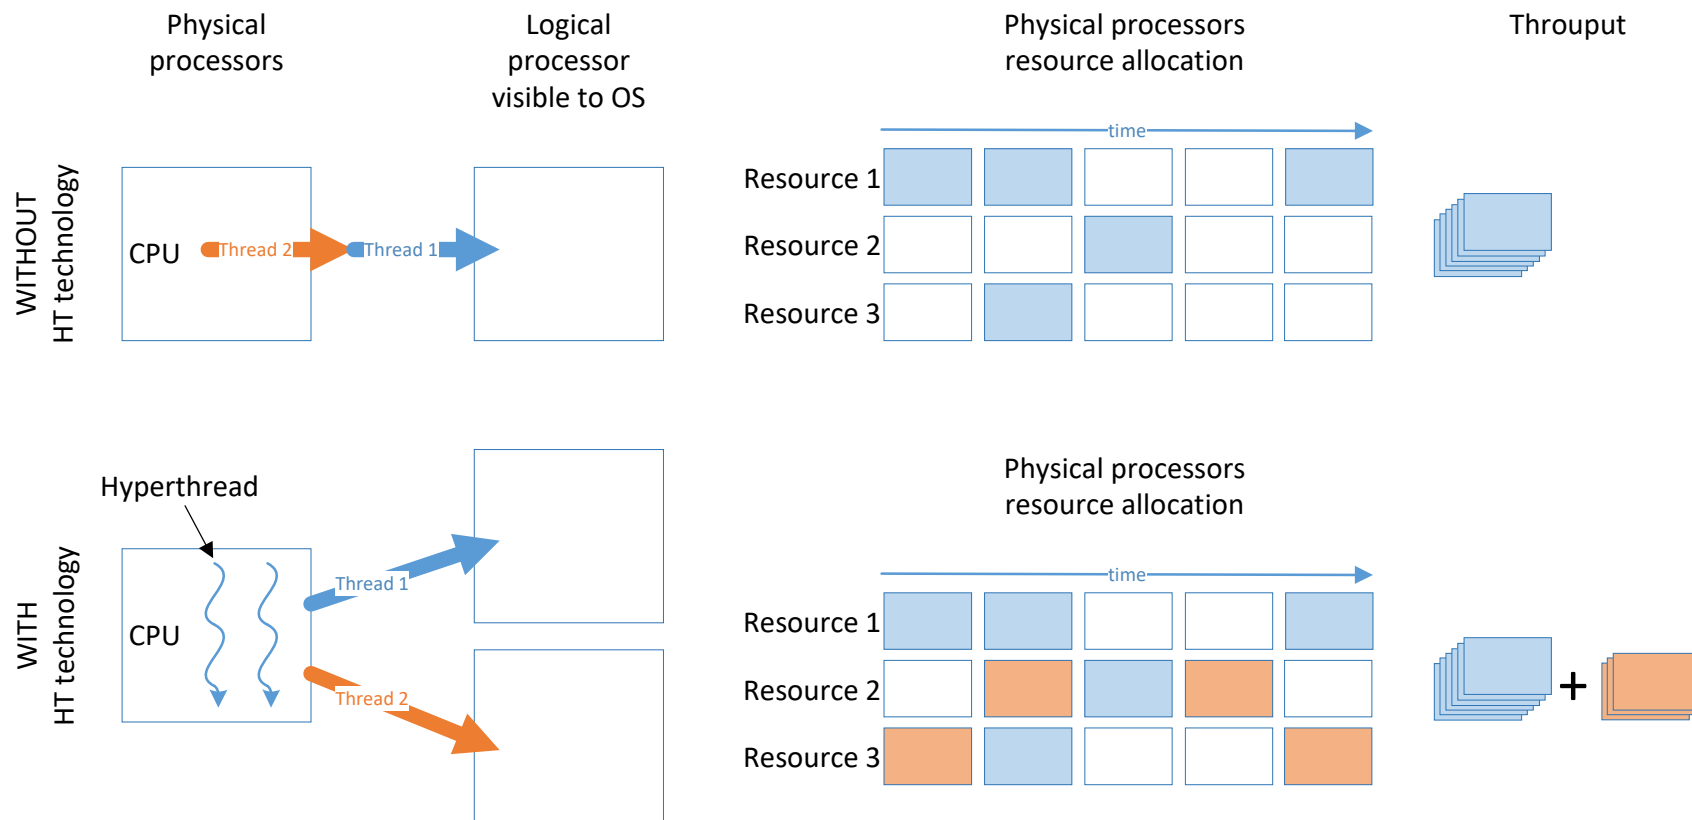 Physical
processors
Logical
processor
visible to OS
Physical processors
resource allocation
Throuput
WITHOUT
HT technology
CPU
Thread 2
Thread 1
time
Resource 1
Resource 2
Resource 3
WITH
HT technology
Hyperthread
CPU
Thread 1
Thread 2
Physical processors
resource allocation
time
Resource 1
Resource 2
Resource 3
+